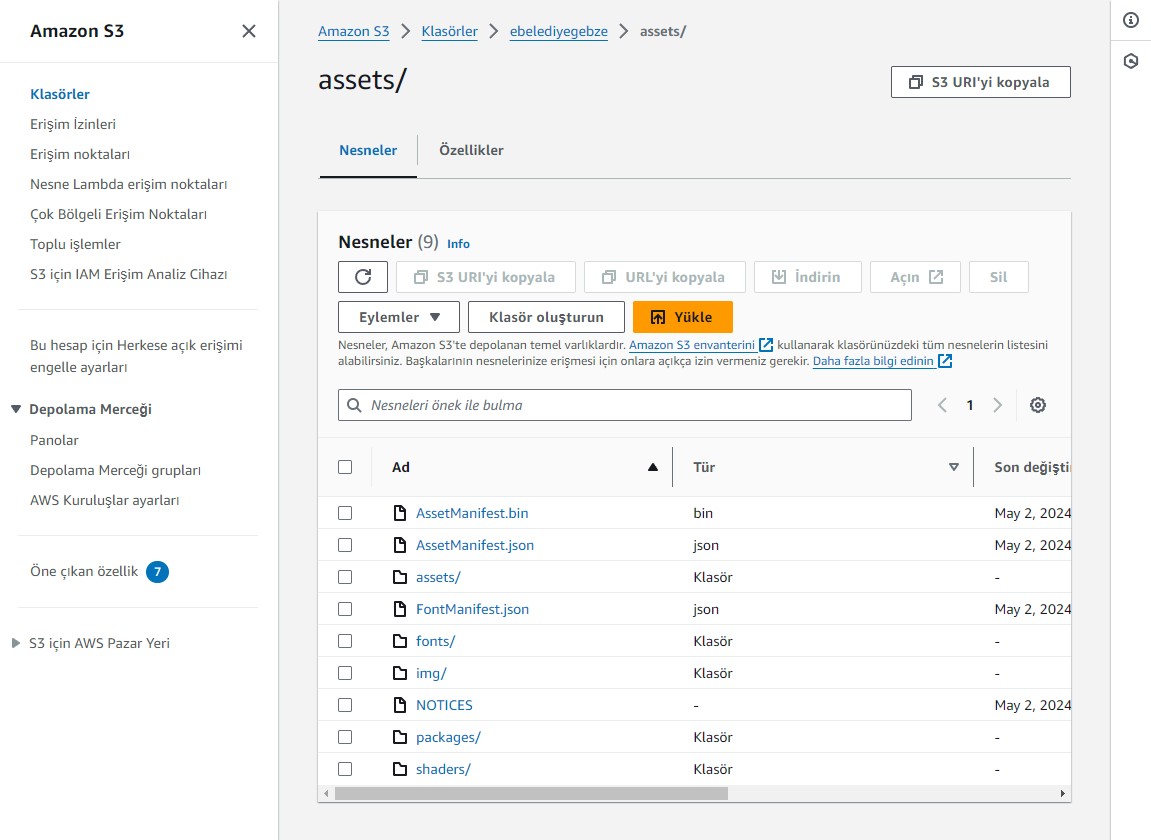 Amazon S3
Klasörler
Erişim İzinleri
Erişim noktaları
Nesne Lambda erişim noktaları
Çok Bölgeli Erişim Noktaları
Toplu işlemler
S3 için IAM Erişim Analiz Cihazı
Bu hesap için Herkese açık erişimi
engelle ayarları
Depolama Merceği
Panolar
Depolama Merceği grupları
AWS Kuruluşlar ayarları
Öne çıkan özellik 7
S3 için AWS Pazar Yeri
Amazon S3 Klasörler ebelediyegebze assets/
assets/
S3 URI'yi kopyala
Nesneler Özellikler
Nesneler (9) Info
S3 URI'yi kopyala URL'yi kopyala İndirin Açın Sil
Eylemler Klasör oluşturun Yükle
Nesneler, Amazon S3'te depolanan temel varlıklardır. Amazon S3 envanterini kullanarak klasörünüzdeki tüm nesnelerin listesini
alabilirsiniz. Başkalarının nesnelerinize erişmesi için onlara açıkça izin vermeniz gerekir. Daha fazla bilgi edinin
Nesneleri önek ile bulma 1
Ad Tür Son değişti
AssetManifest.bin bin May 2, 2024
AssetManifest.json json May 2, 2024
assets/ Klasör -
FontManifest.json json May 2, 2024
fonts/ Klasör -
img/ Klasör -
NOTICES - May 2, 2024
packages/ Klasör -
shaders/ Klasör -